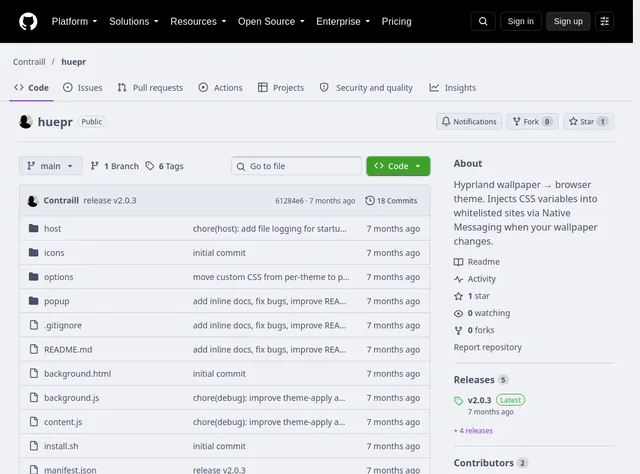 Platform Solutions Resources Open Source Enterprise Pricing Sign in Sign up
Contraill / huepr
Code Issues Pull requests Actions Projects Security and quality Insights
huepr Public Notifications Fork 0 Star 1
main 1 Branch 6 Tags Go to file Code
Contraill release v2.0.3 61284e6 · 7 months ago 18 Commits
host chore(host): add file logging for startu... 7 months ago
icons initial commit 7 months ago
options move custom CSS from per-theme to p... 7 months ago
popup add inline docs, fix bugs, improve REA... 7 months ago
.gitignore add inline docs, fix bugs, improve REA... 7 months ago
README.md add inline docs, fix bugs, improve REA... 7 months ago
background.html initial commit 7 months ago
background.js chore(debug): improve theme-apply a... 7 months ago
content.js chore(debug): improve theme-apply a... 7 months ago
install.sh initial commit 7 months ago
manifest.json release v2.0.3 7 months ago
About
Hyprland wallpaper → browser
theme. Injects CSS variables into
whitelisted sites via Native
Messaging when your wallpaper
changes.
Readme
Activity
1 star
0 watching
0 forks
Report repository
Releases 5
v2.0.3 Latest
7 months ago
+ 4 releases
Contributors 2